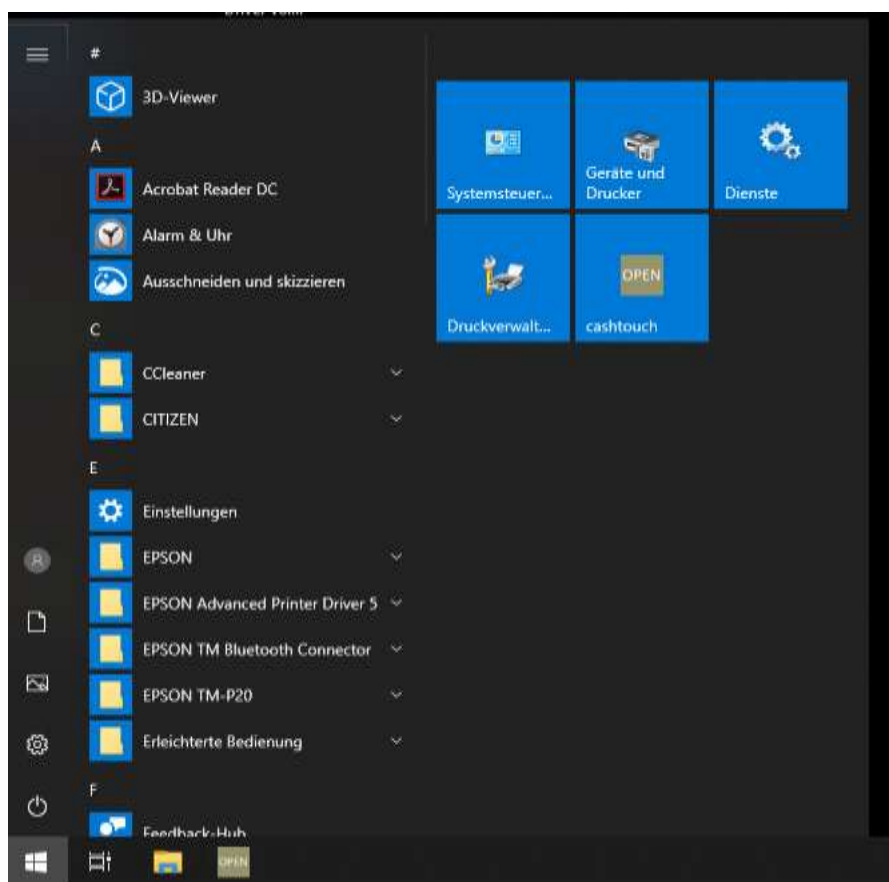 #
3D-Viewer
A
Acrobat Reader DC
Alarm & Uhr
Ausschneiden und skizzieren
C
CCleaner
CITIZEN
E
Einstellungen
EPSON
EPSON Advanced Printer Driver 5
EPSON TM Bluetooth Connector
EPSON TM-P20
Erleichterte Bedienung
F
Feedback-Hub
Systemsteuer...
Geräte und
Drucker
Dienste
OPEN
Druckverwalt...
cashtouch
OPEN